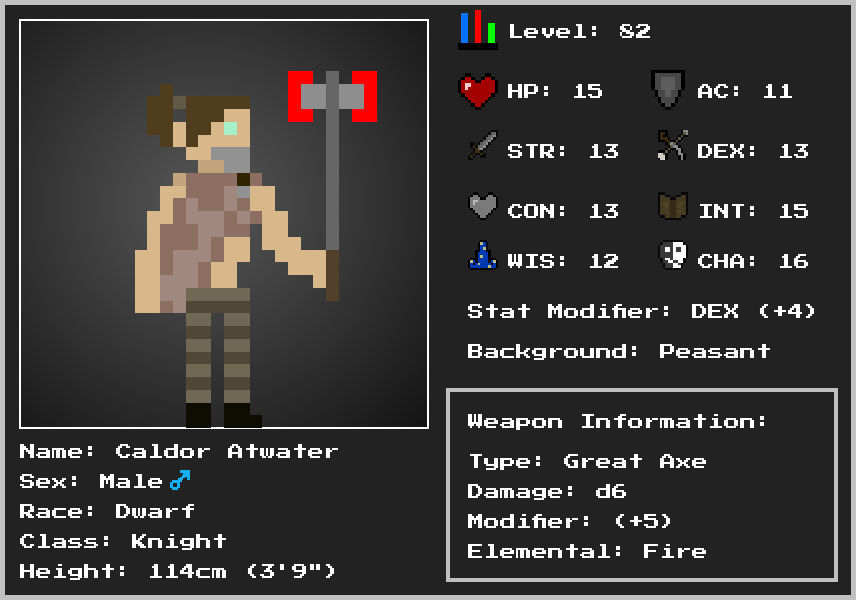 Level: 82
HP: 15 AC: 11
STR: 13 DEX: 13
CON: 13 INT: 15
WIS: 12 CHA: 16
Stat Modifier: DEX (+4)
Background: Peasant
Weapon Information:
Type: Great Axe
Damage: d6
Modifier: (+5)
Elemental: Fire
Name: Caldor Atwater
Sex: Male ♂
Race: Dwarf
Class: Knight
Height: 114cm (3'9")